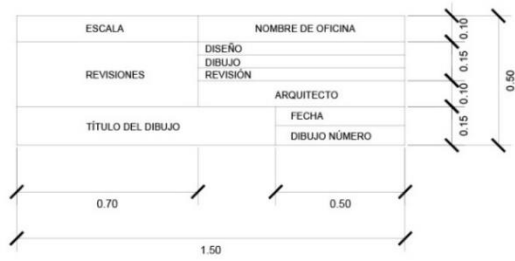 ESCALA
NOMBRE DE OFICINA
0.10
DISEÑO
DIBUJO
REVISIÓN
REVISIONES
0.15
0.50
ARQUITECTO
0.10
TÍTULO DEL DIBUJO
FECHA
DIBUJO NÚMERO
0.15
0.70
0.50
1.50